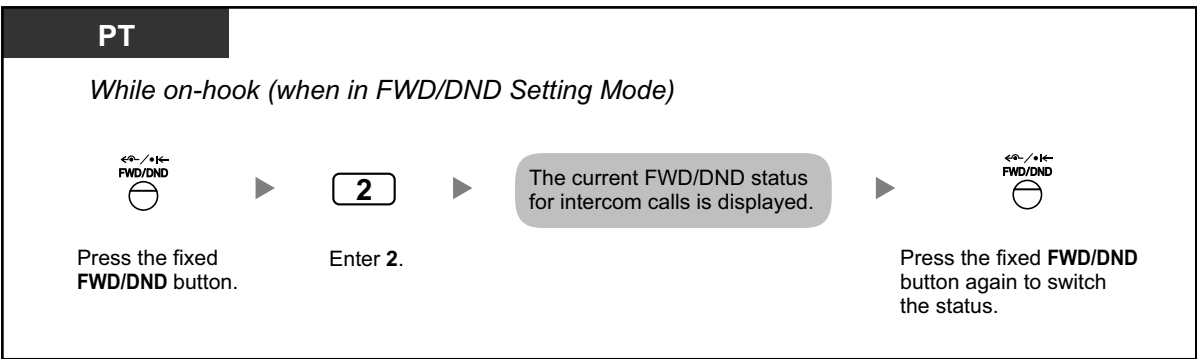 PT
While on-hook (when in FWD/DND Setting Mode)
FWD/DND
2
The current FWD/DND status
for intercom calls is displayed.
FWD/DND
Press the fixed
FWD/DND button.
Enter 2.
Press the fixed FWD/DND
button again to switch
the status.